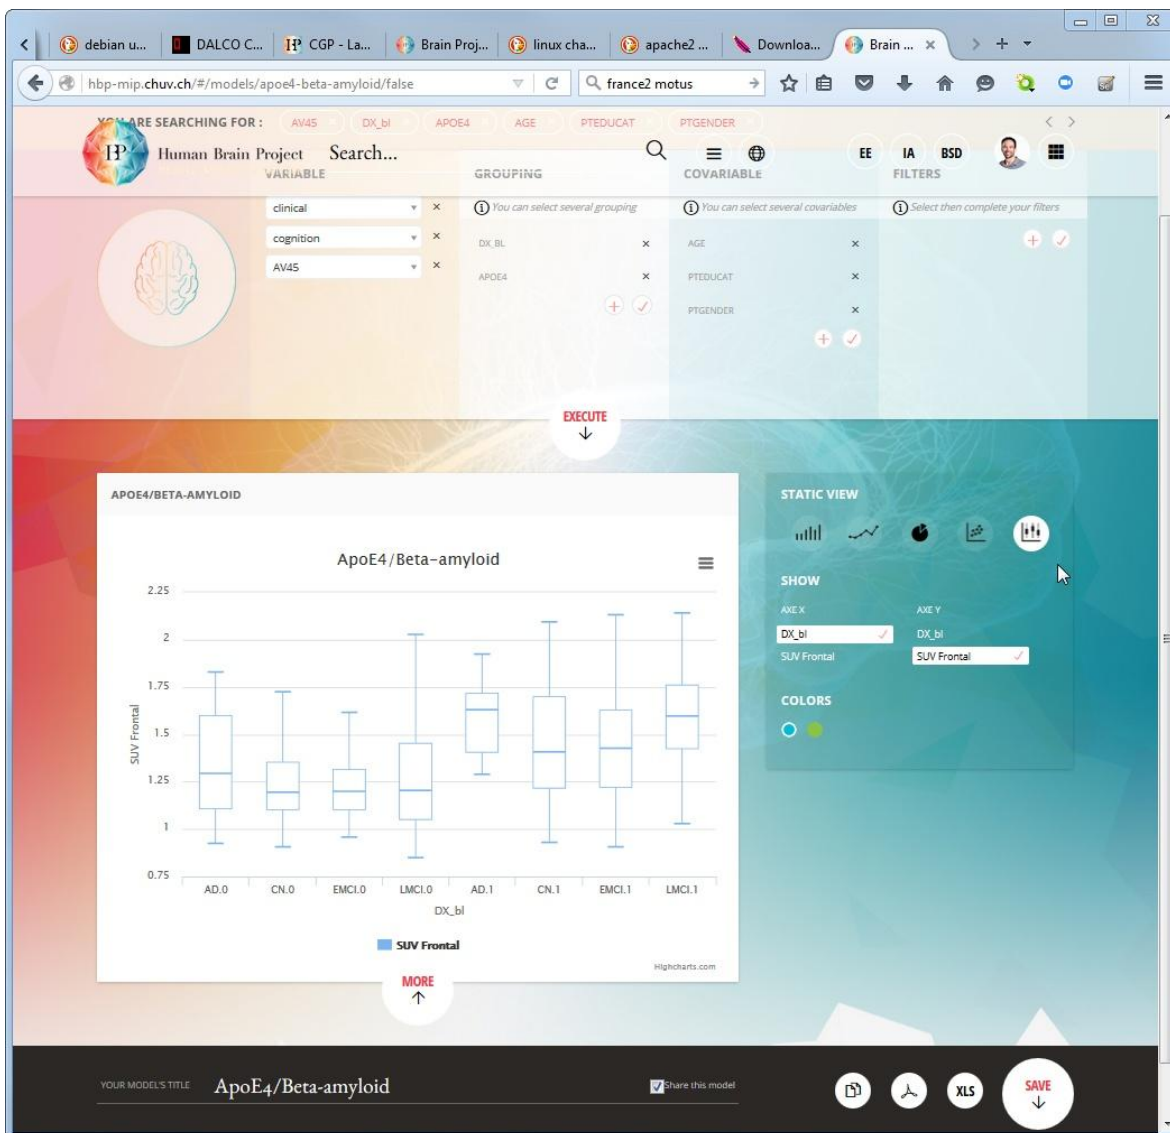 debian u...
DALCO C...
CGP - La...
Brain Proj...
linux cha...
apache2 ...
Downloa...
Brain ...
hbp-mip.chuv.ch/#/models/apoe4-beta-amyloid/false
france2 motus
YOU ARE SEARCHING FOR : AV45 DX_bl APOE4 AGE PTEDUCAT PTGENDER
HP Human Brain Project Search... EE IA BSD
VARIABLE GROUPING COVARIABLE FILTERS
clinical You can select several grouping You can select several covariables Select then complete your filters
cognition DX_BL AGE
AV45 APOE4 PTEDUCAT
PTGENDER
EXECUTE
APOE4/BETA-AMYLOID
ApoE4/Beta-amyloid
2.25
2
1.75
1.5
1.25
1
0.75
SUV Frontal
AD.0 CN.0 EMCI.0 LMCI.0 AD.1 CN.1 EMCI.1 LMCI.1
DX_bl
SUV Frontal
Highcharts.com
MORE
STATIC VIEW
SHOW
AXE X AXE Y
DX_bl DX_bl
SUV Frontal SUV Frontal
COLORS
YOUR MODEL'S TITLE ApoE4/Beta-amyloid Share this model XLS SAVE